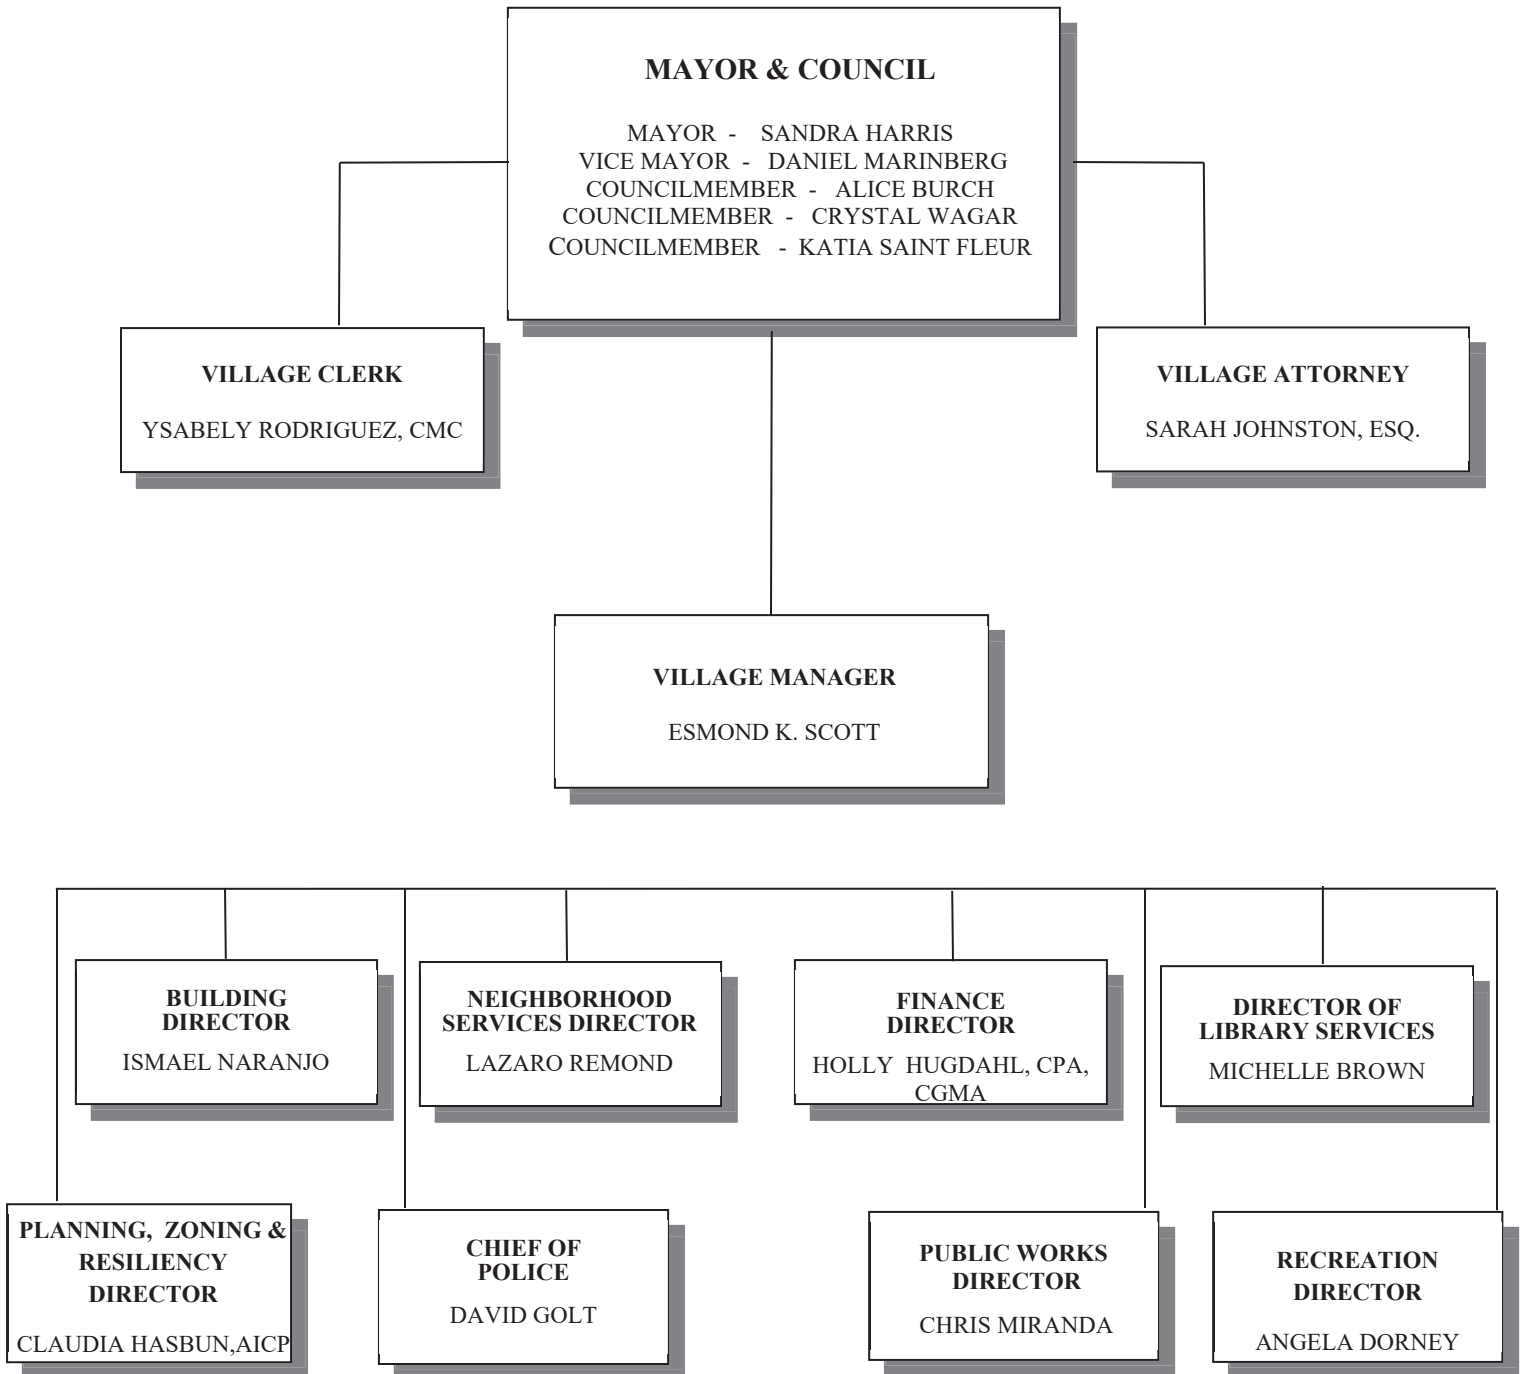 MAYOR & COUNCIL
MAYOR - SANDRA HARRIS
VICE MAYOR - DANIEL MARINBERG
COUNCILMEMBER - ALICE BURCH
COUNCILMEMBER - CRYSTAL WAGAR
COUNCILMEMBER - KATIA SAINT FLEUR
VILLAGE CLERK
YSABELY RODRIGUEZ, CMC
VILLAGE ATTORNEY
SARAH JOHNSTON, ESQ.
VILLAGE MANAGER
ESMOND K. SCOTT
BUILDING
DIRECTOR
ISMAEL NARANJO
NEIGHBORHOOD
SERVICES DIRECTOR
LAZARO REMOND
FINANCE
DIRECTOR
HOLLY HUGDAHL, CPA,
CGMA
DIRECTOR OF
LIBRARY SERVICES
MICHELLE BROWN
PLANNING, ZONING &
RESILIENCY
DIRECTOR
CLAUDIA HASBUN,AICP
CHIEF OF
POLICE
DAVID GOLT
PUBLIC WORKS
DIRECTOR
CHRIS MIRANDA
RECREATION
DIRECTOR
ANGELA DORNEY